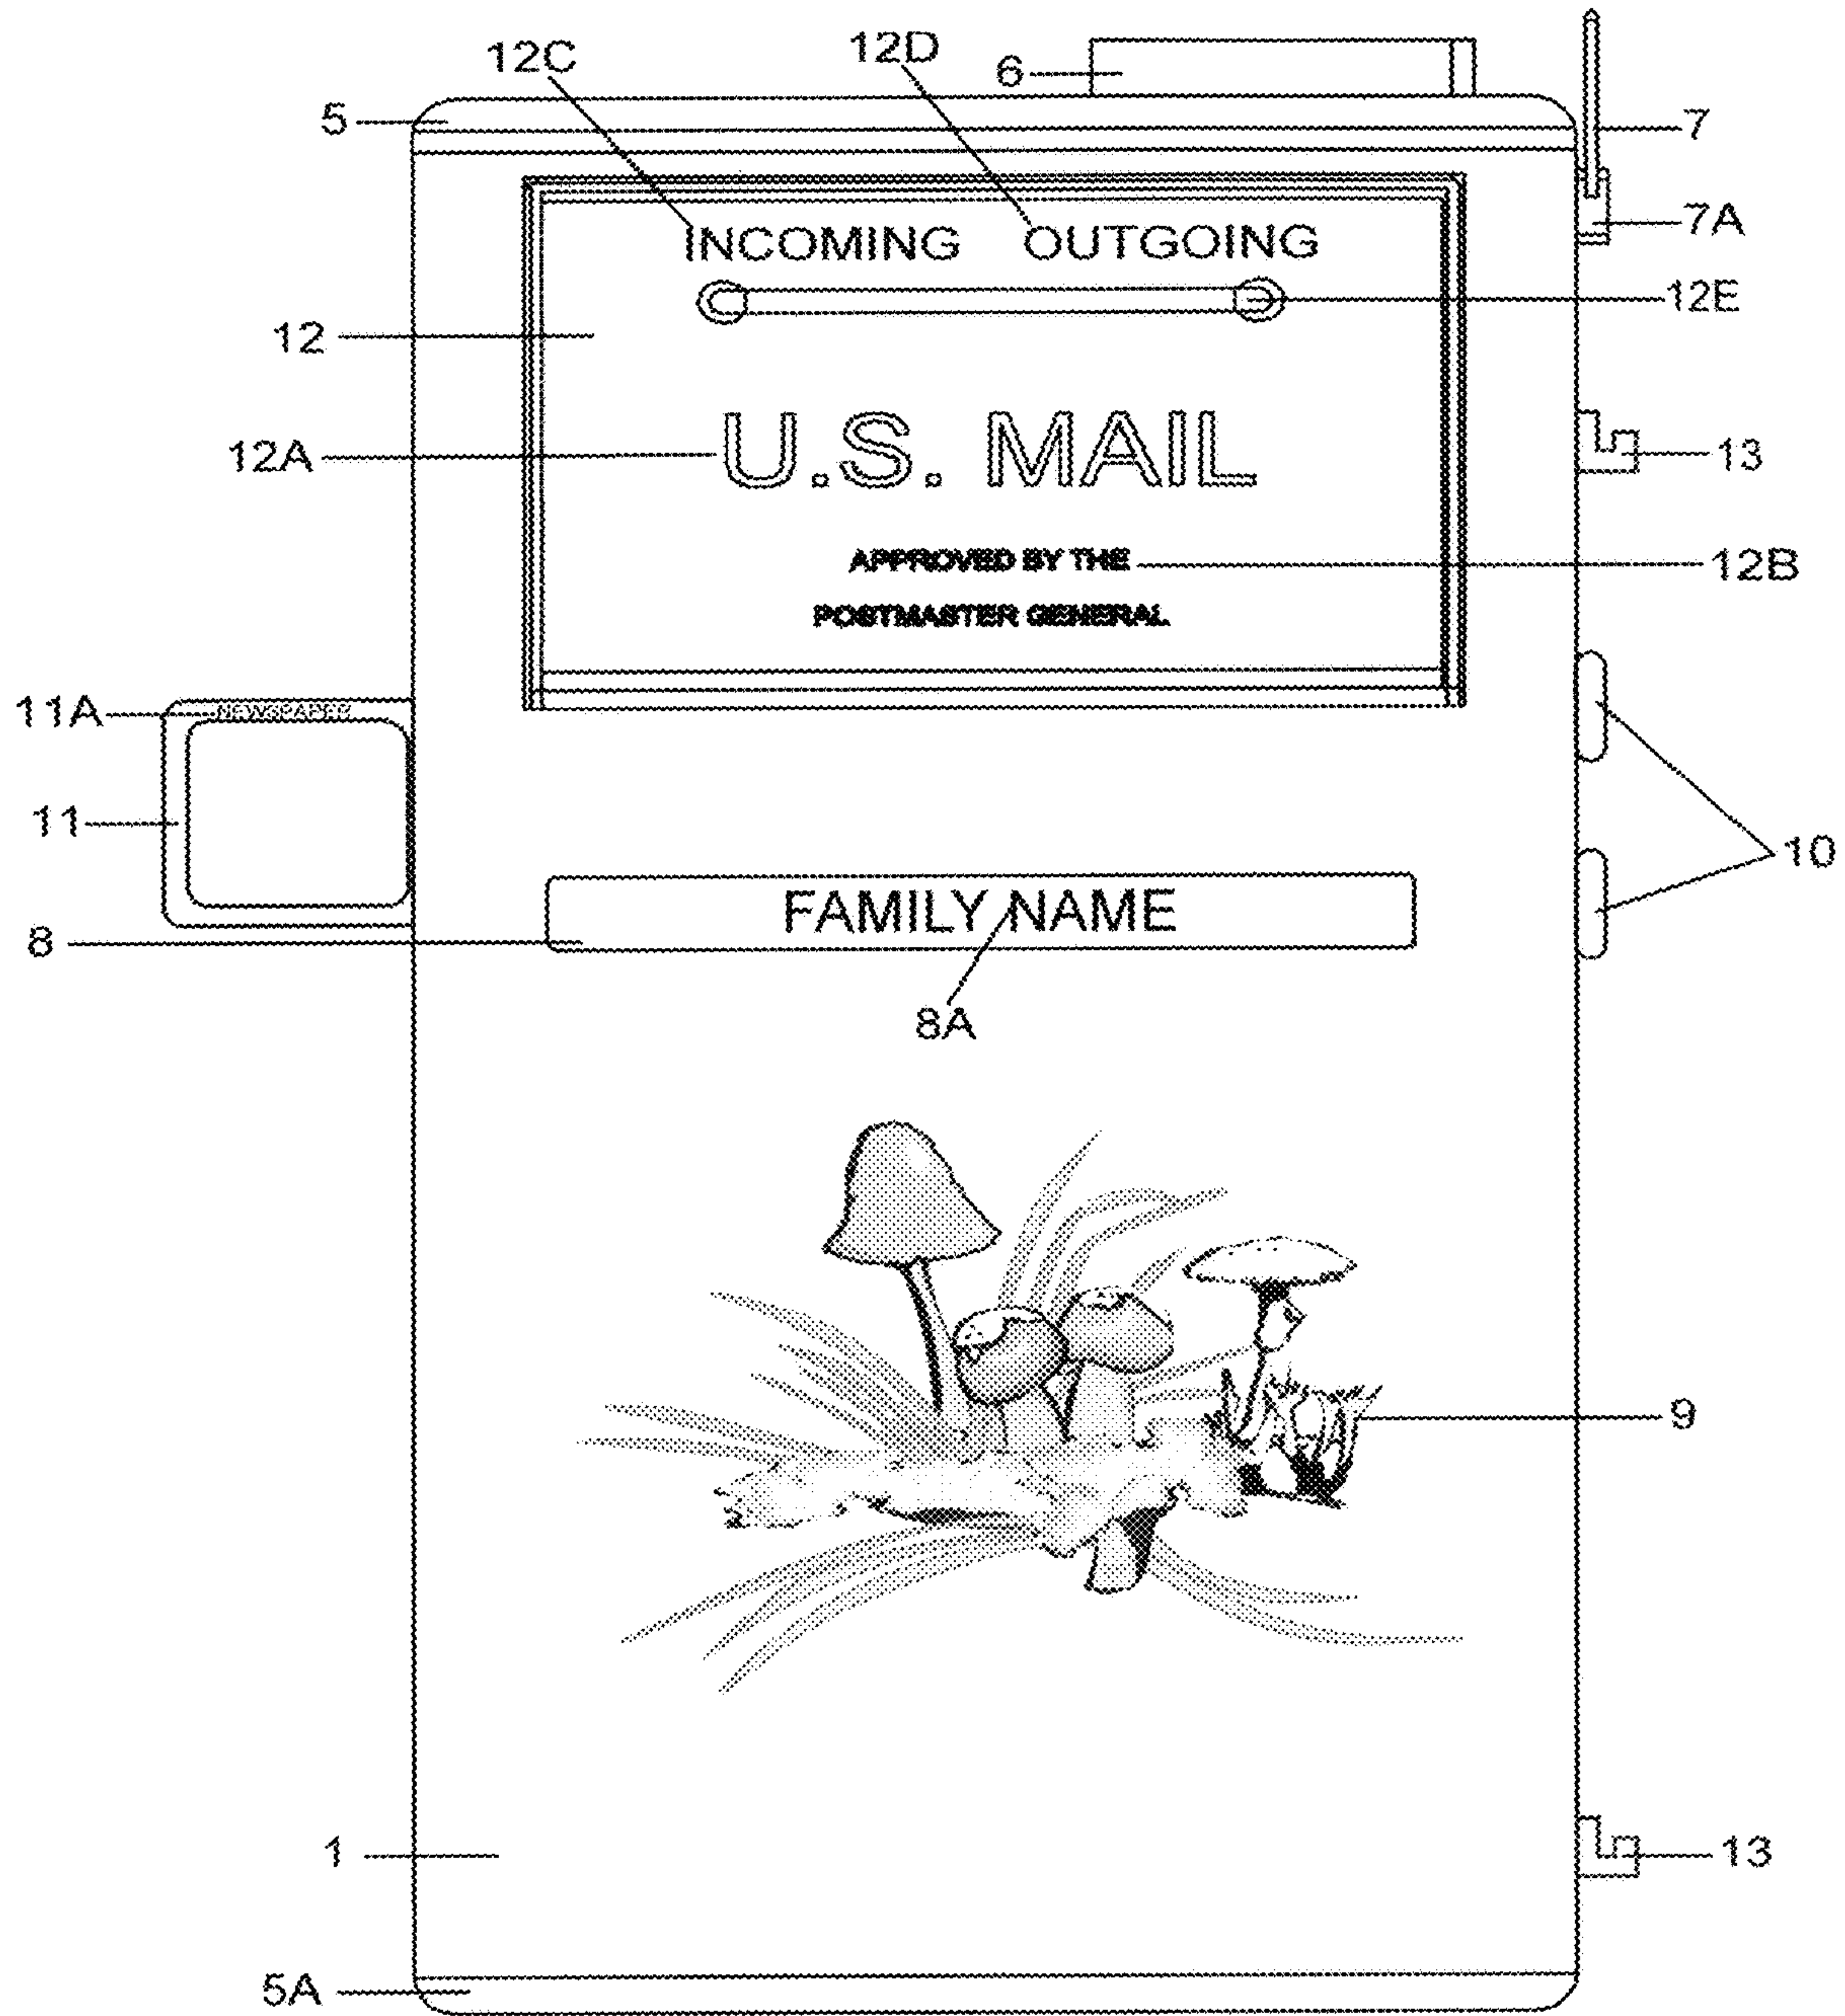 12C
12D
6
5
7
7A
INCOMING OUTGOING
12E
12
12A
U.S. MAIL
13
APPROVED BY THE
12B
POSTMASTER GENERAL
11A
NEWSPAPER
11
10
FAMILY NAME
8
8A
9
1
13
5A